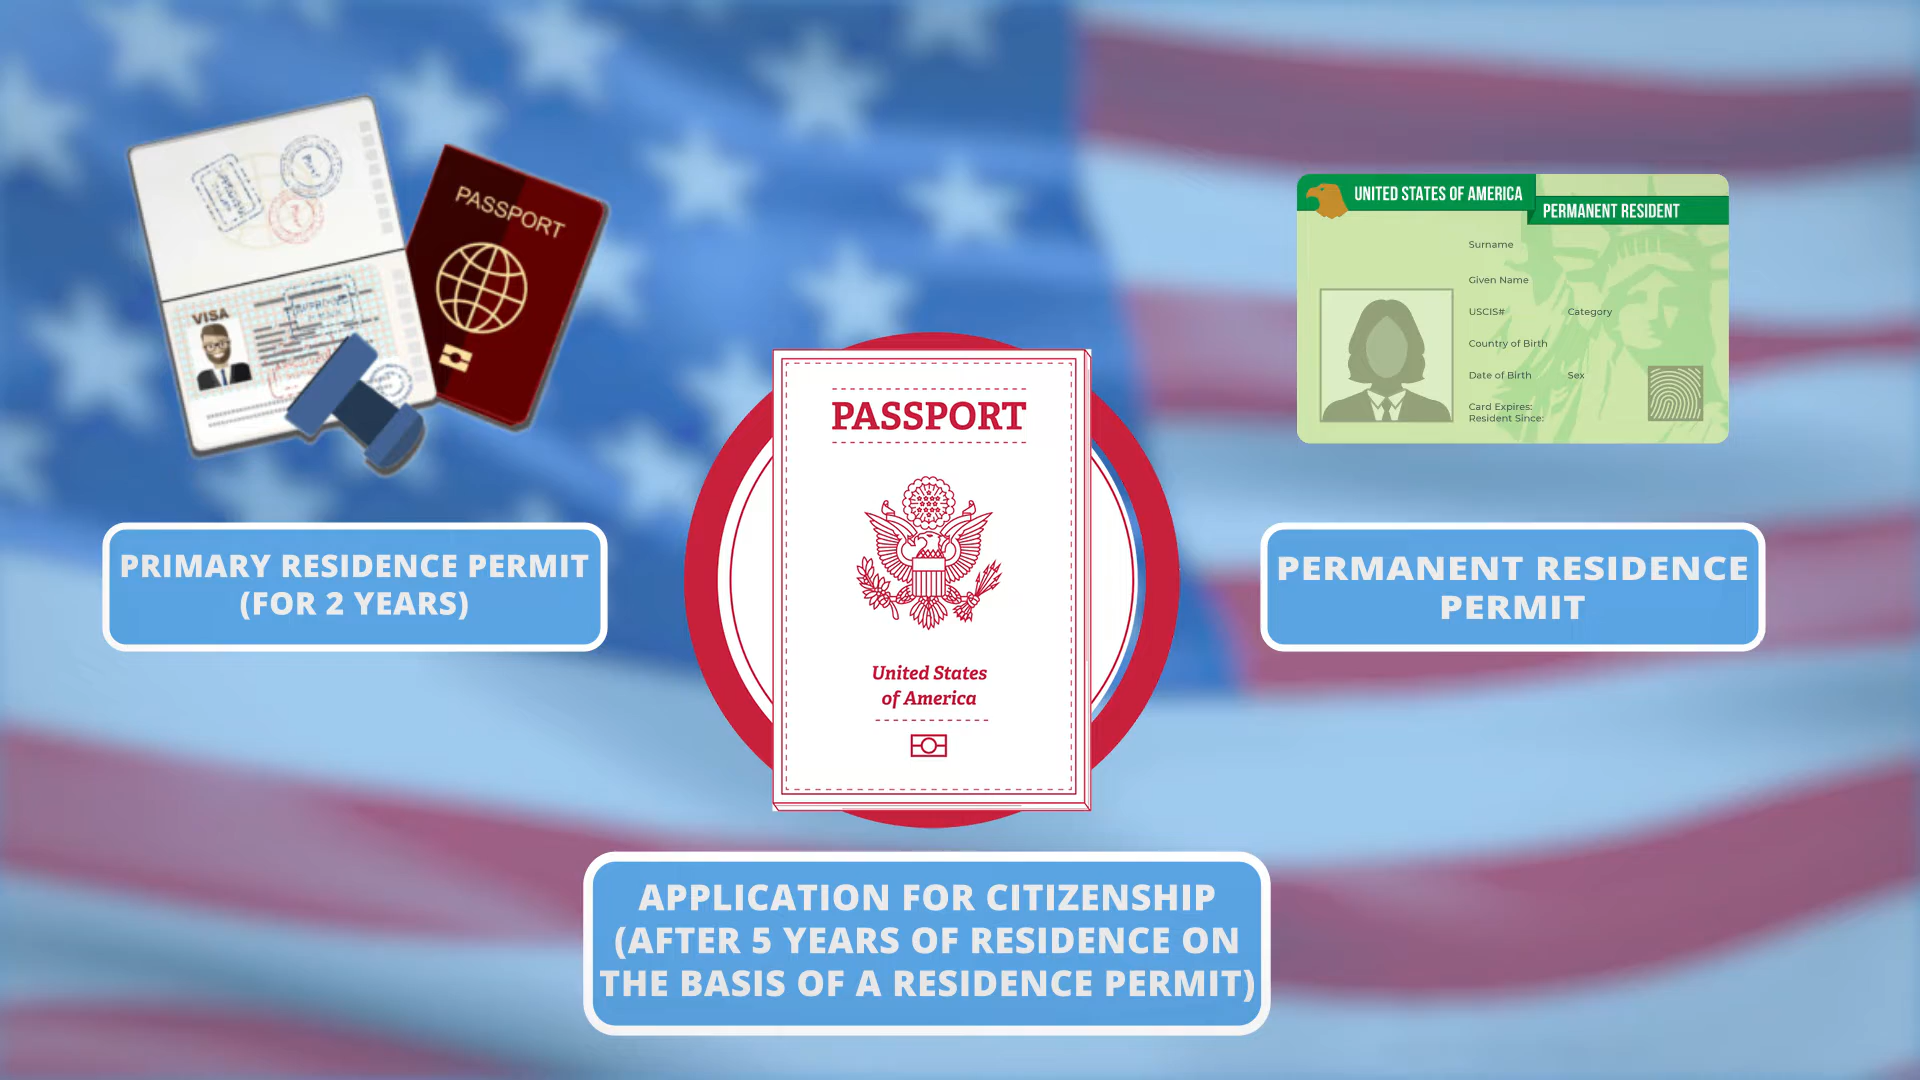 PASSPORT
VISA
PRIMARY RESIDENCE PERMIT
(FOR 2 YEARS)
PASSPORT
United States
of America
APPLICATION FOR CITIZENSHIP
(AFTER 5 YEARS OF RESIDENCE ON
THE BASIS OF A RESIDENCE PERMIT)
UNITED STATES OF AMERICA
PERMANENT RESIDENT
Surname
Given Name
USCIS# Category
Country of Birth
Date of Birth Sex
Card Expires:
Resident Since:
PERMANENT RESIDENCE
PERMIT